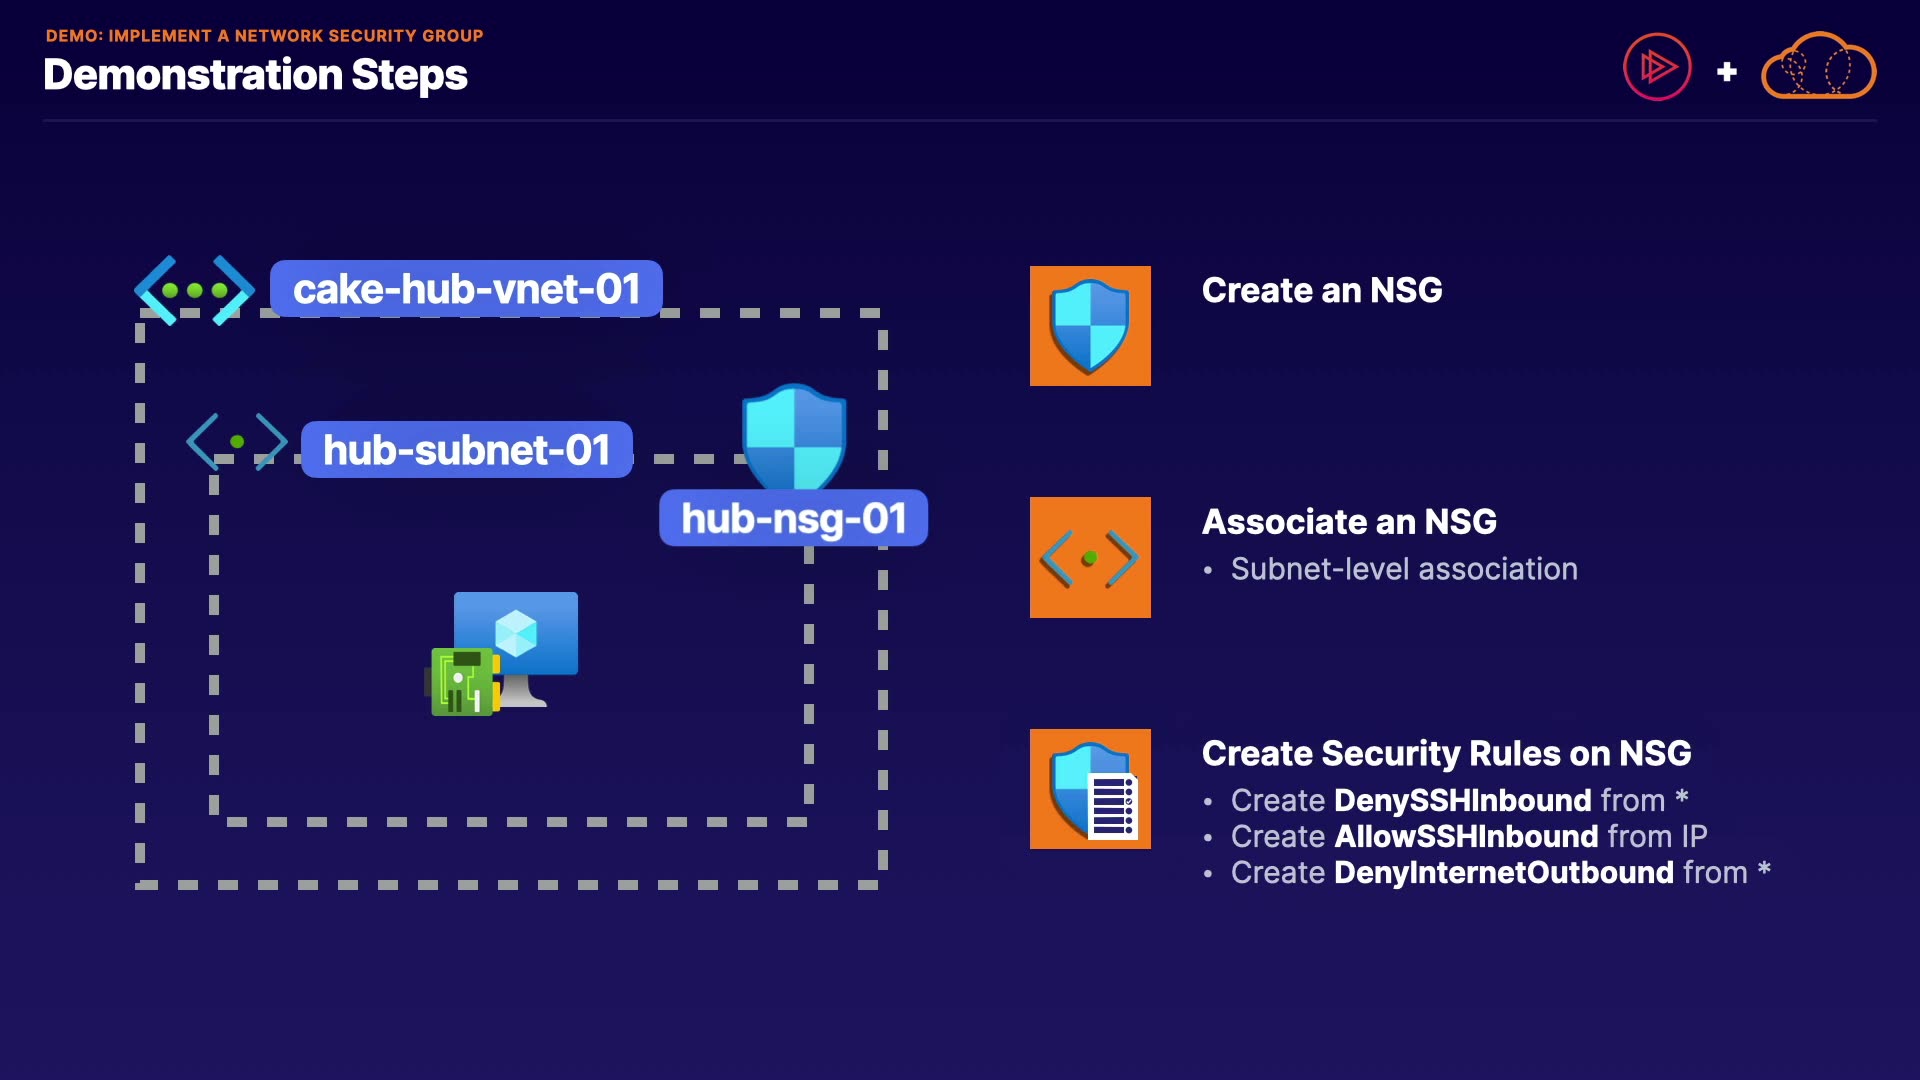 DEMO: IMPLEMENT A NETWORK SECURITY GROUP
Demonstration Steps
cake-hub-vnet-01
hub-subnet-01
hub-nsg-01
Create an NSG
Associate an NSG
• Subnet-level association
Create Security Rules on NSG
• Create DenySSHInbound from *
• Create AllowSSHInbound from IP
• Create DenyInternetOutbound from *